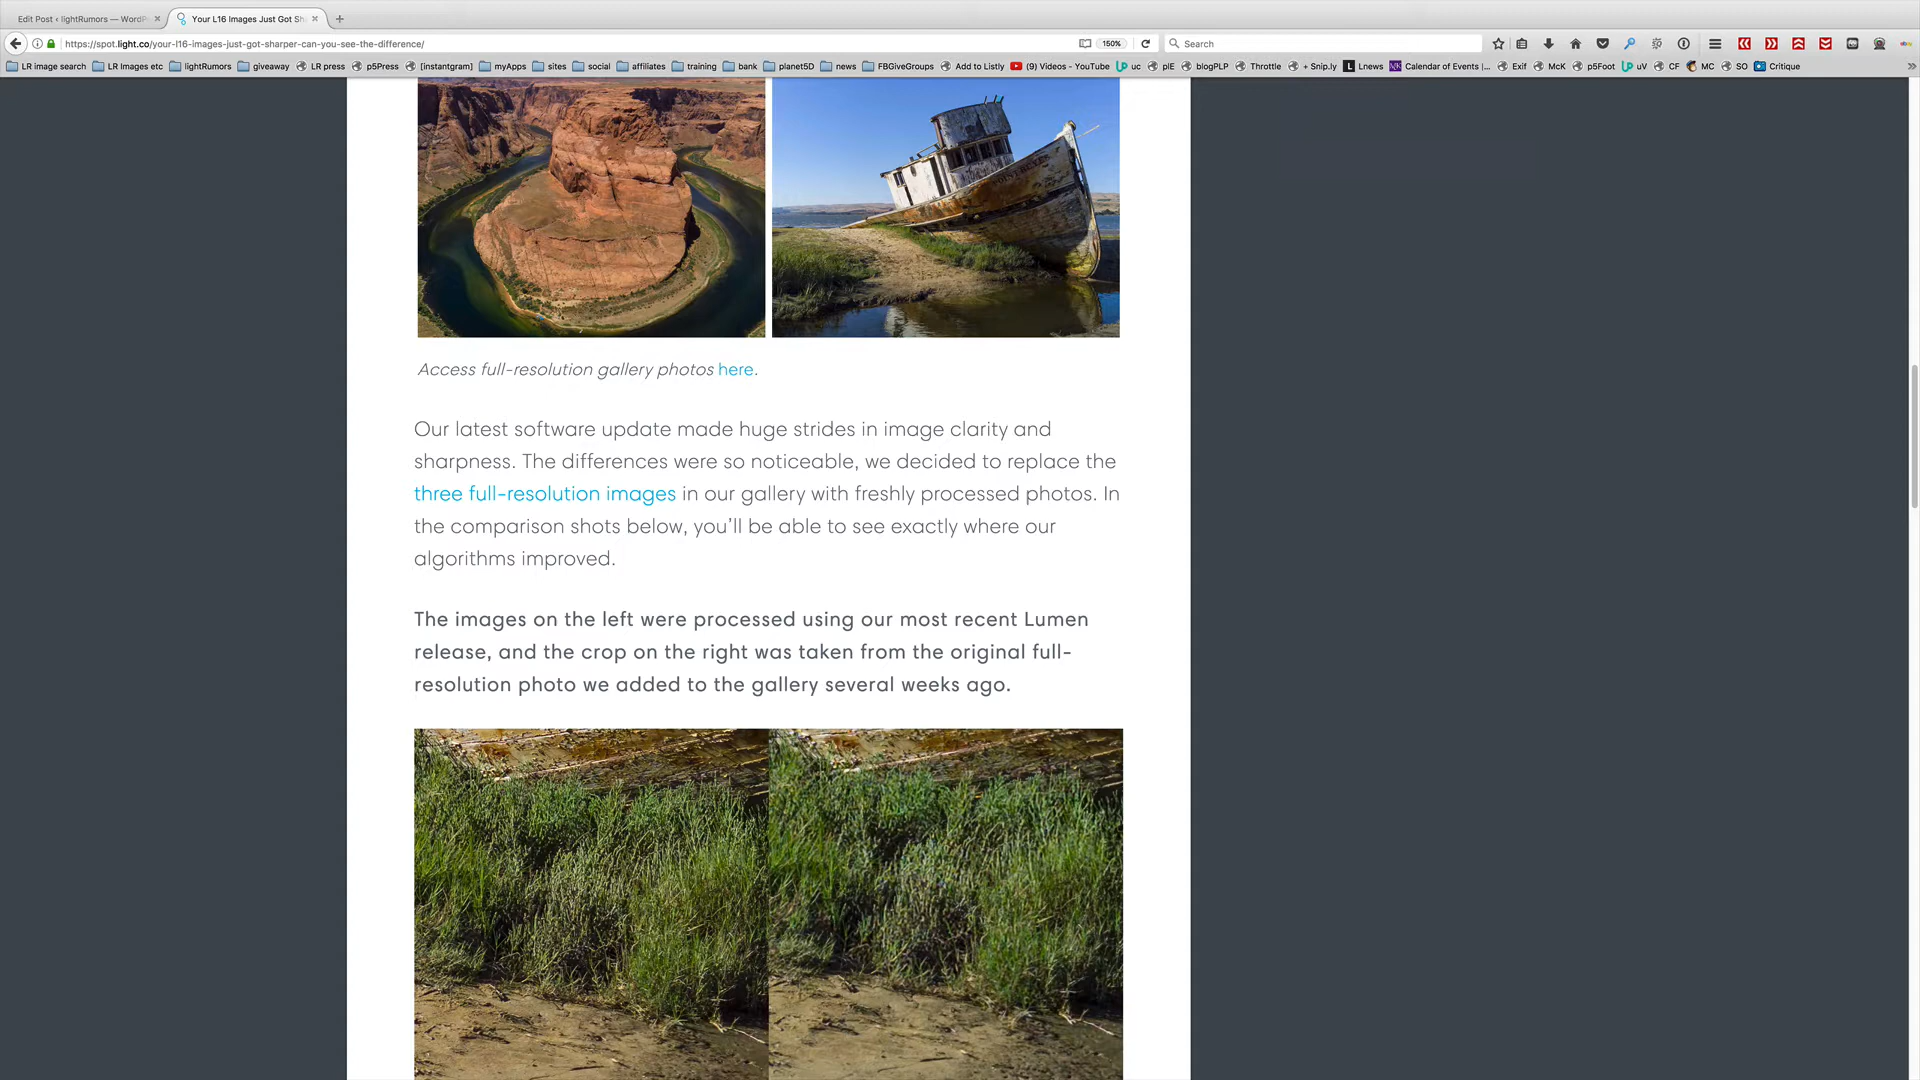 Edit Post ‹ lightRumors — WordP
Your L16 Images Just Got Sh
https://spot.light.co/your-l16-images-just-got-sharper-can-you-see-the-difference/
150%
Search
LR image search
LR Images etc
lightRumors
giveaway
LR press
p5Press
[instantgram]
myApps
sites
social
affiliates
training
bank
planet5D
news
FBGiveGroups
Add to Listly
(9) Videos - YouTube
uc
plE
blogPLP
Throttle
+ Snip.ly
Lnews
Calendar of Events |...
Exif
McK
p5Foot
uV
CF
MC
SO
Critique
Access full-resolution gallery photos here.
Our latest software update made huge strides in image clarity and
sharpness. The differences were so noticeable, we decided to replace the
three full-resolution images in our gallery with freshly processed photos. In
the comparison shots below, you'll be able to see exactly where our
algorithms improved.
The images on the left were processed using our most recent Lumen
release, and the crop on the right was taken from the original full-
resolution photo we added to the gallery several weeks ago.